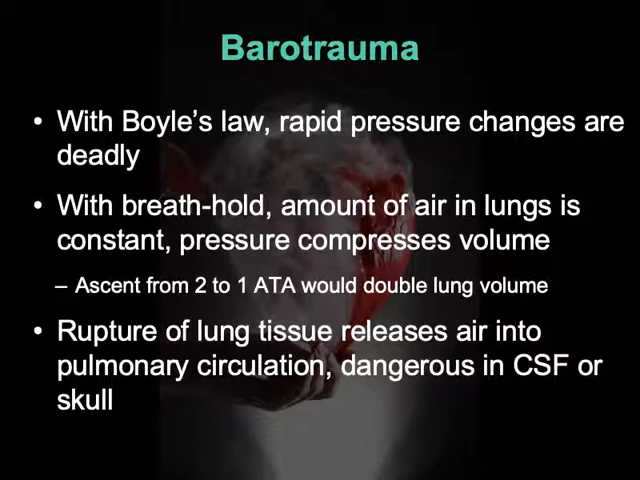 Barotrauma
• With Boyle's law, rapid pressure changes are
deadly
• With breath-hold, amount of air in lungs is
constant, pressure compresses volume
– Ascent from 2 to 1 ATA would double lung volume
• Rupture of lung tissue releases air into
pulmonary circulation, dangerous in CSF or
skull